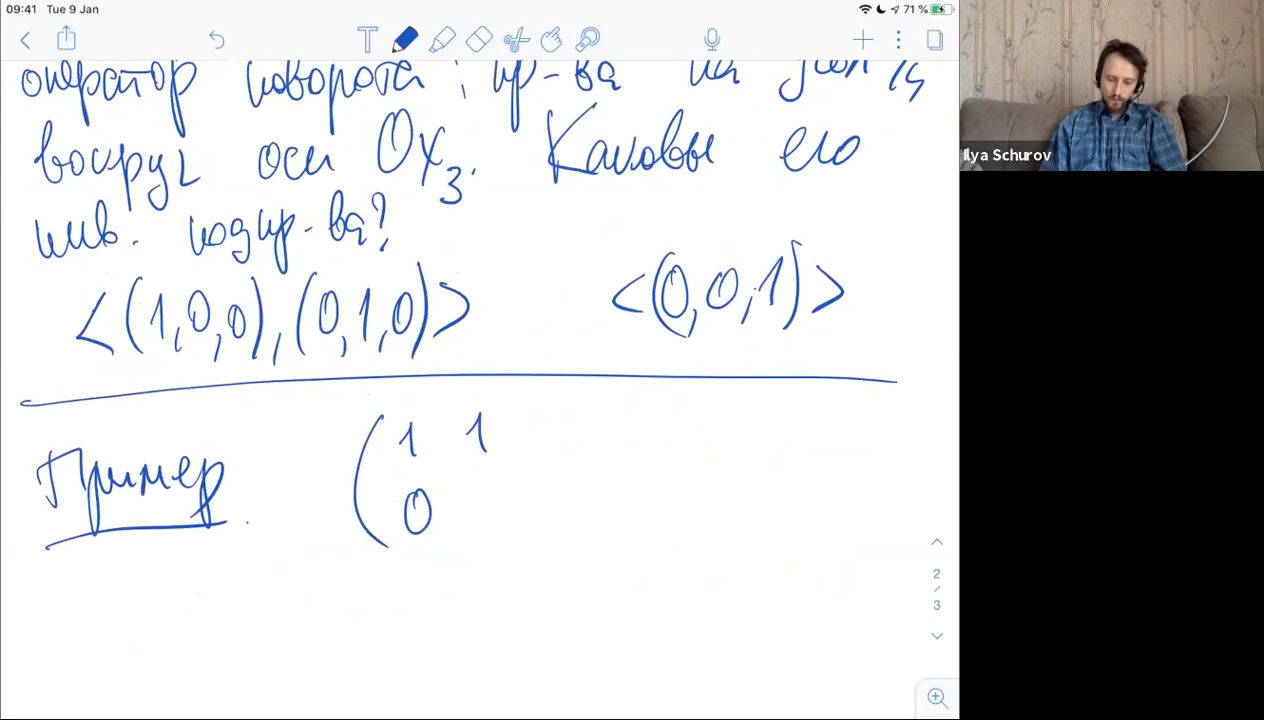 09:41 Tue 9 Jan
71 %
T
оператор поворота пр-ва на
вокруг оси Ox₃. Каковы его
инв. подпр-ва?
<(1,0,0),(0,1,0)> <(0,0,1)>
Пример. ( 1 1
0
2
/
3
Ilya Schurov